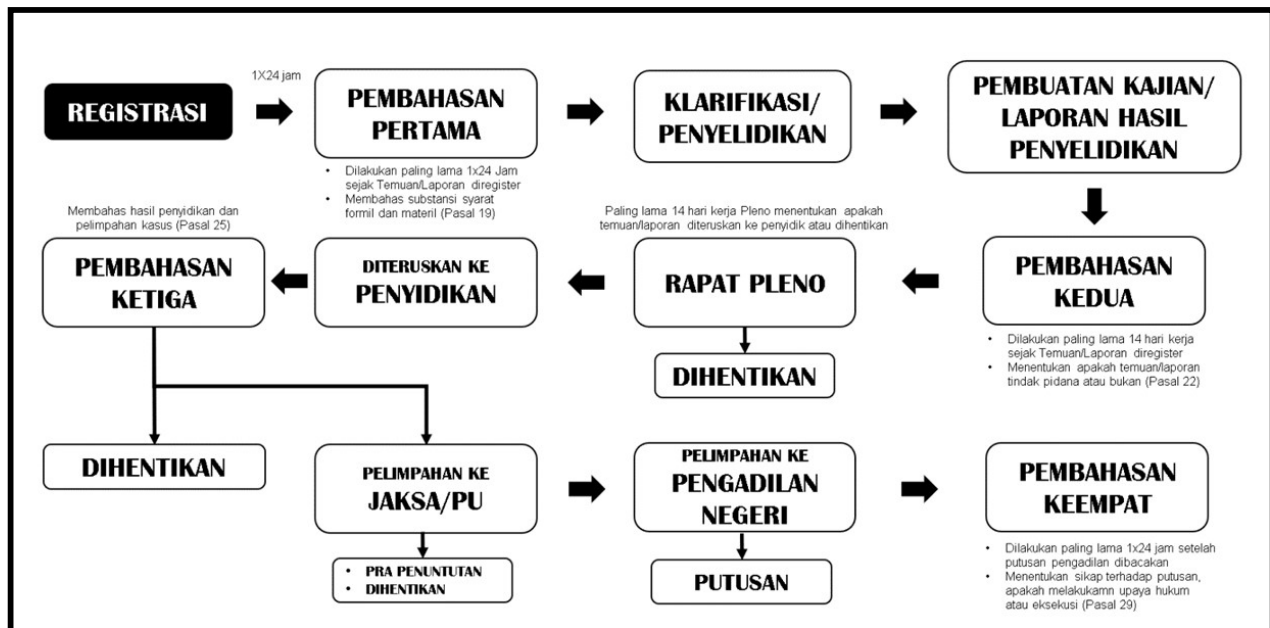 REGISTRASI
1X24 jam
PEMBAHASAN
PERTAMA
• Dilakukan paling lama 1x24 Jam
sejak Temuan/Laporan diregister
• Membahas substansi syarat
formil dan materil (Pasal 19)
KLARIFIKASI/
PENYELIDIKAN
PEMBUATAN KAJIAN/
LAPORAN HASIL
PENYELIDIKAN
PEMBAHASAN
KEDUA
• Dilakukan paling lama 14 hari kerja
sejak Temuan/Laporan diregister
• Menentukan apakah temuan/laporan
tindak pidana atau bukan (Pasal 22)
Paling lama 14 hari kerja Pleno menentukan apakah
temuan/laporan diteruskan ke penyidik atau dihentikan
RAPAT PLENO
DIHENTIKAN
DITERUSKAN KE
PENYIDIKAN
Membahas hasil penyidikan dan
pelimpahan kasus (Pasal 25)
PEMBAHASAN
KETIGA
DIHENTIKAN
PELIMPAHAN KE
JAKSA/PU
• PRA PENUNTUTAN
• DIHENTIKAN
PELIMPAHAN KE
PENGADILAN
NEGERI
PUTUSAN
PEMBAHASAN
KEEMPAT
• Dilakukan paling lama 1x24 jam setelah
putusan pengadilan dibacakan
• Menentukan sikap terhadap putusan,
apakah melakukamn upaya hukum
atau eksekusi (Pasal 29)